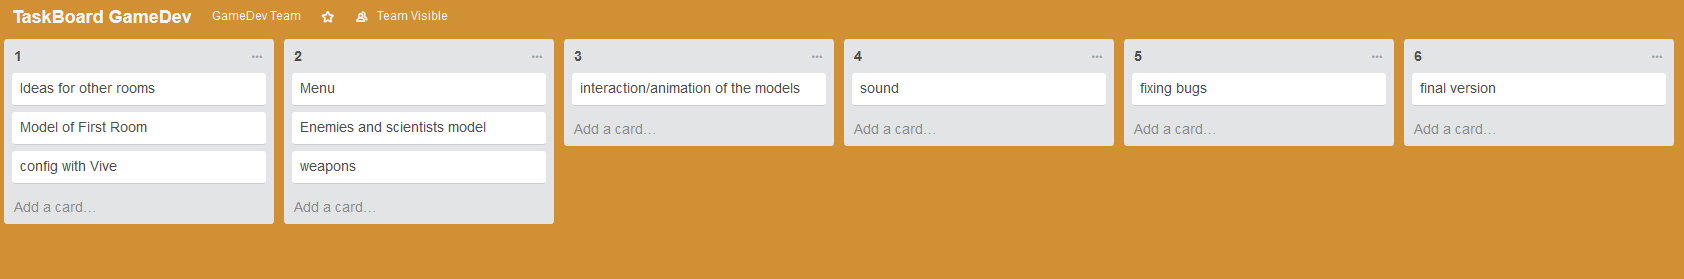 TaskBoard GameDev GameDev Team Team Visible
1
Ideas for other rooms
Model of First Room
config with Vive
Add a card...
2
Menu
Enemies and scientists model
weapons
Add a card...
3
interaction/animation of the models
Add a card...
4
sound
Add a card...
5
fixing bugs
Add a card...
6
final version
Add a card...